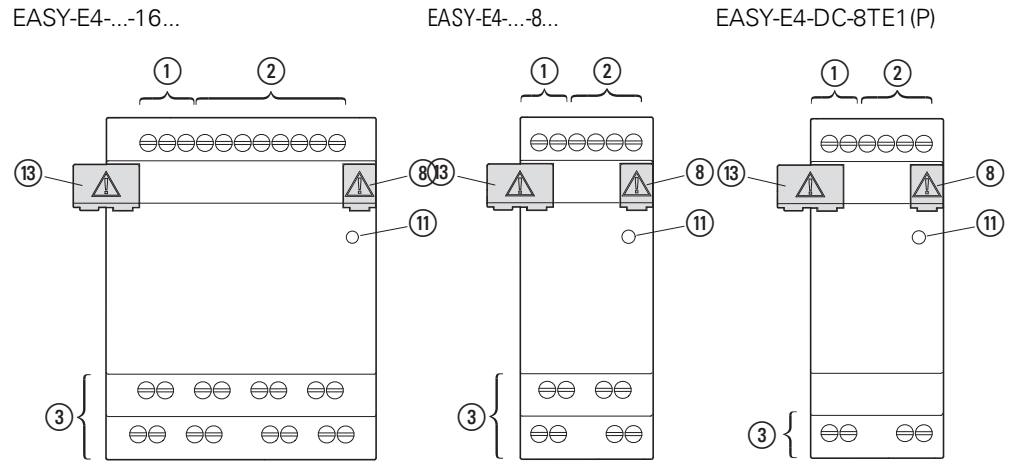 EASY-E4-...-16... EASY-E4-...-8... EASY-E4-DC-8TE1(P)
1 2 1 2 1 2
13 8 13 8 13 8
11 11 11
3 3 3